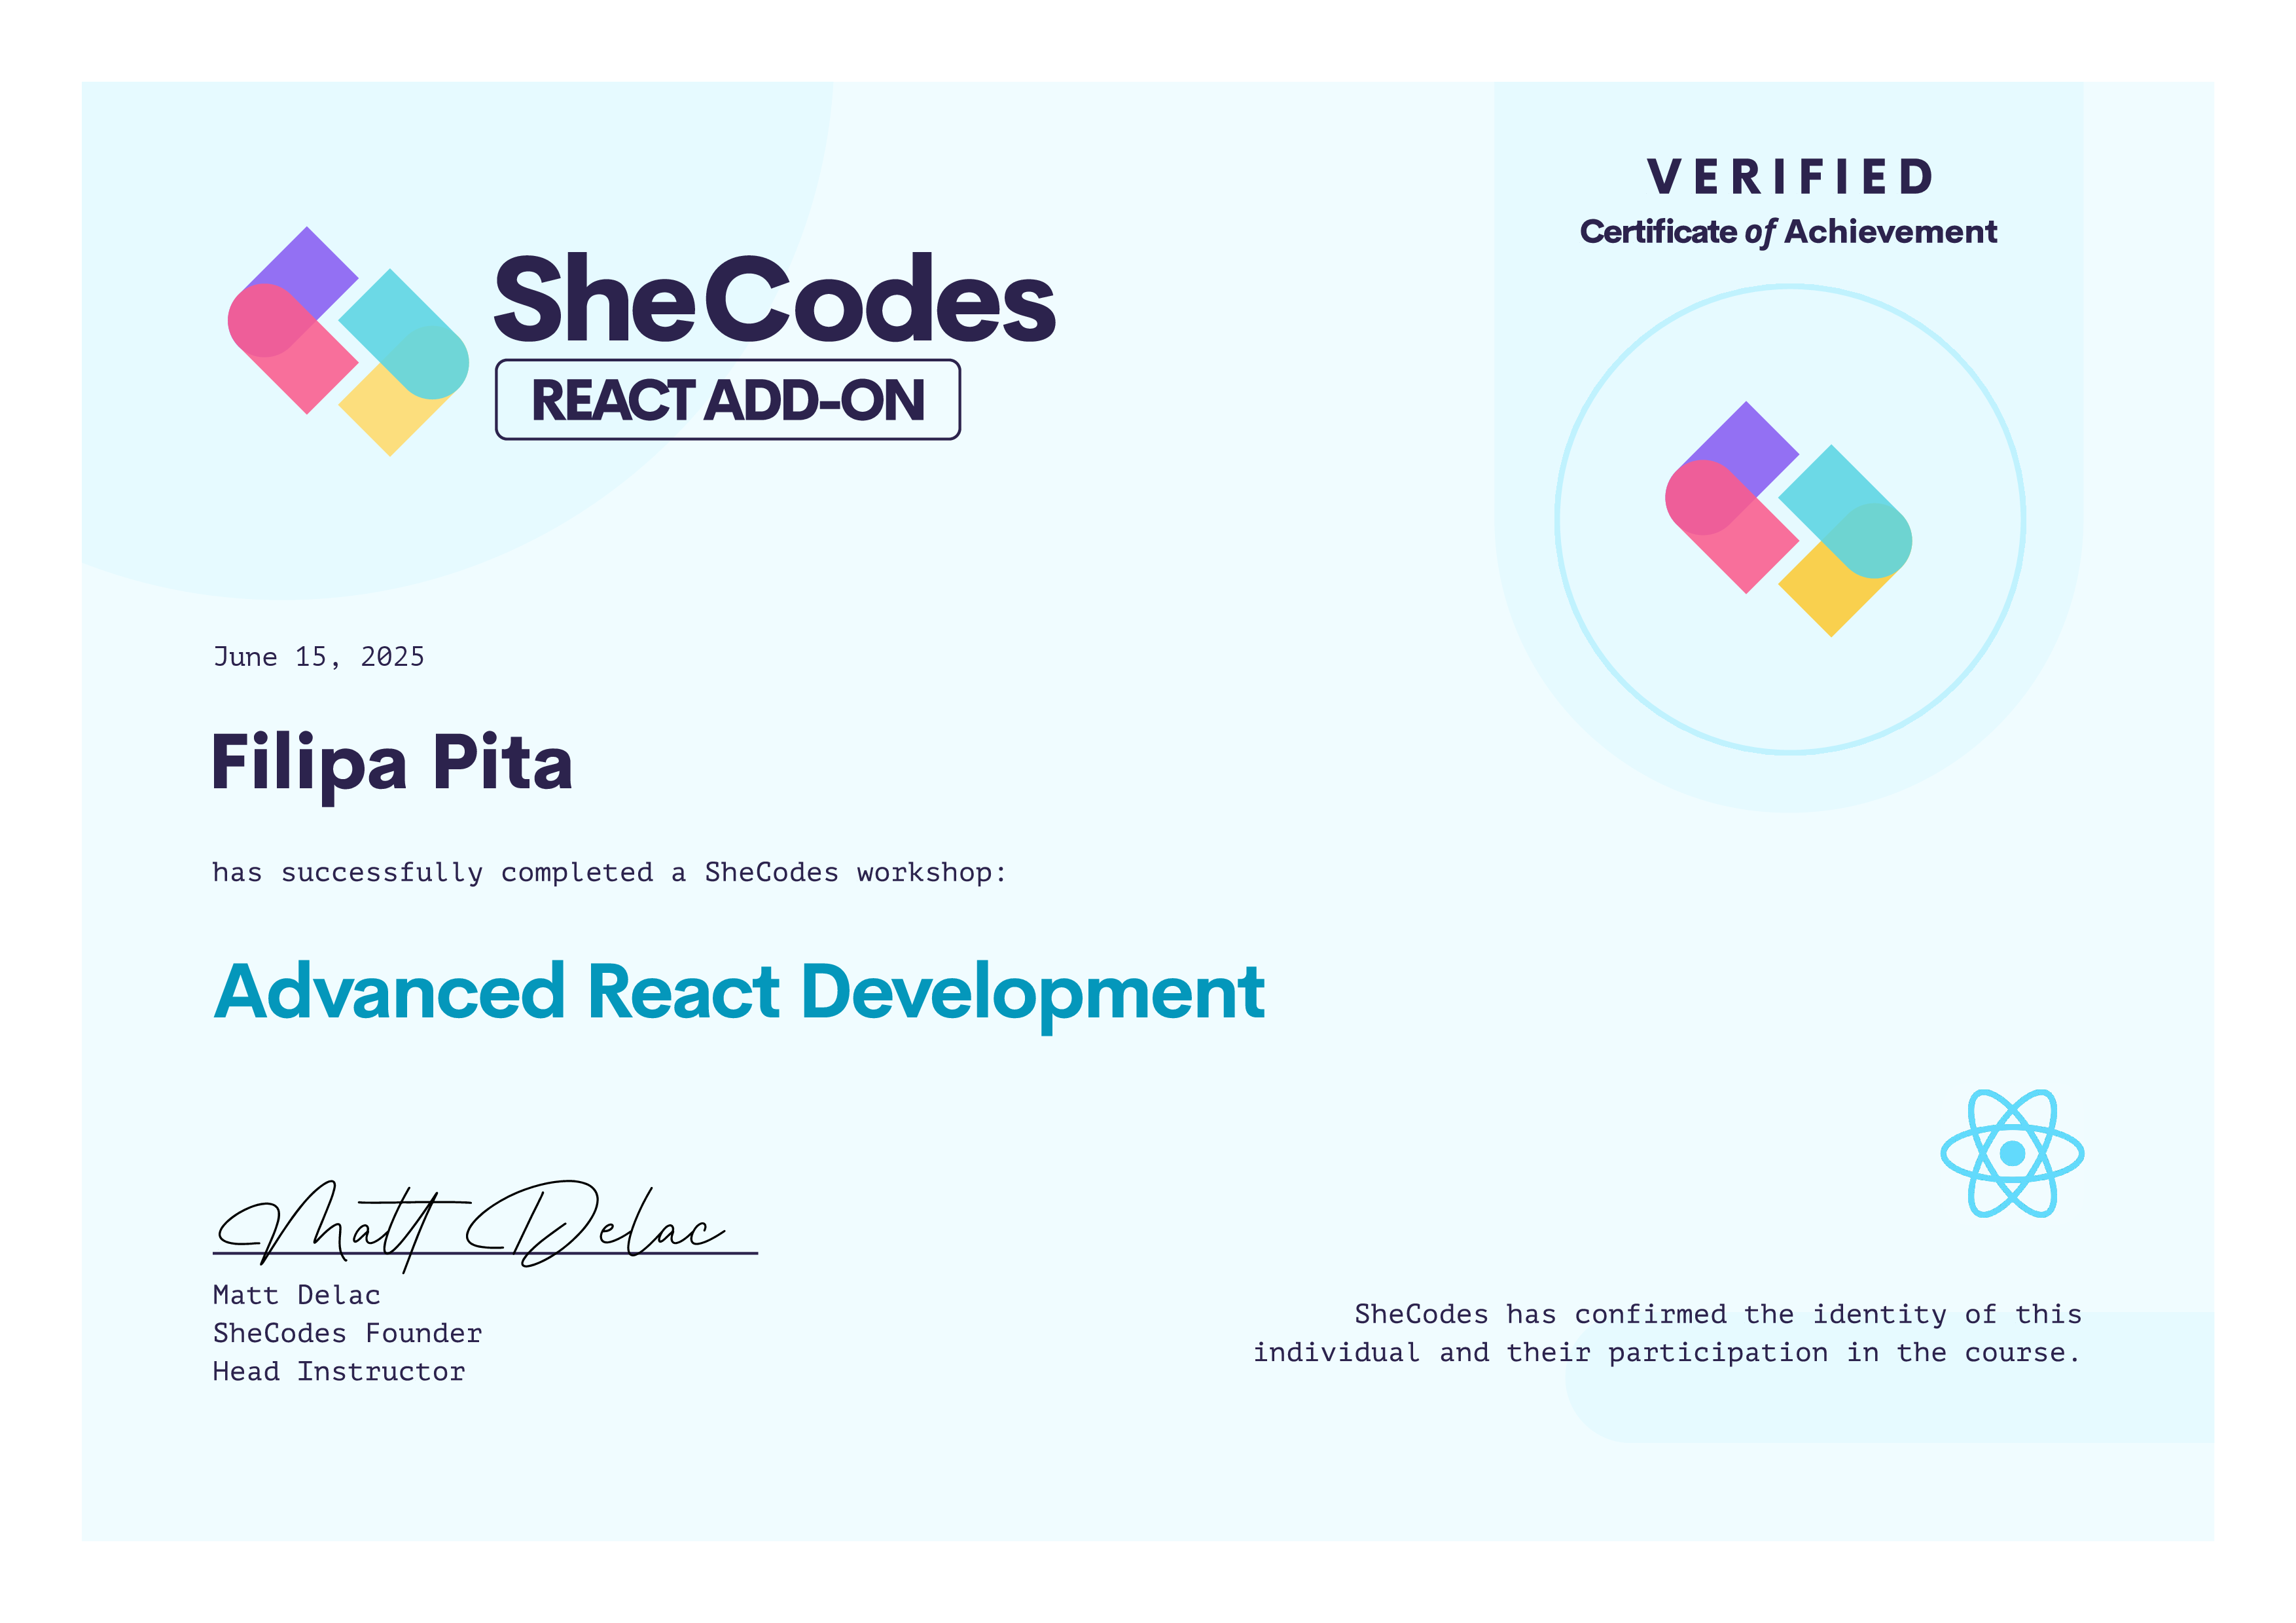 VERIFIED
Certificate of Achievement
SheCodes
REACT ADD-ON
June 15, 2025
Filipa Pita
has successfully completed a SheCodes workshop:
Advanced React Development
Matt Delac
Matt Delac
SheCodes Founder
Head Instructor
SheCodes has confirmed the identity of this
individual and their participation in the course.